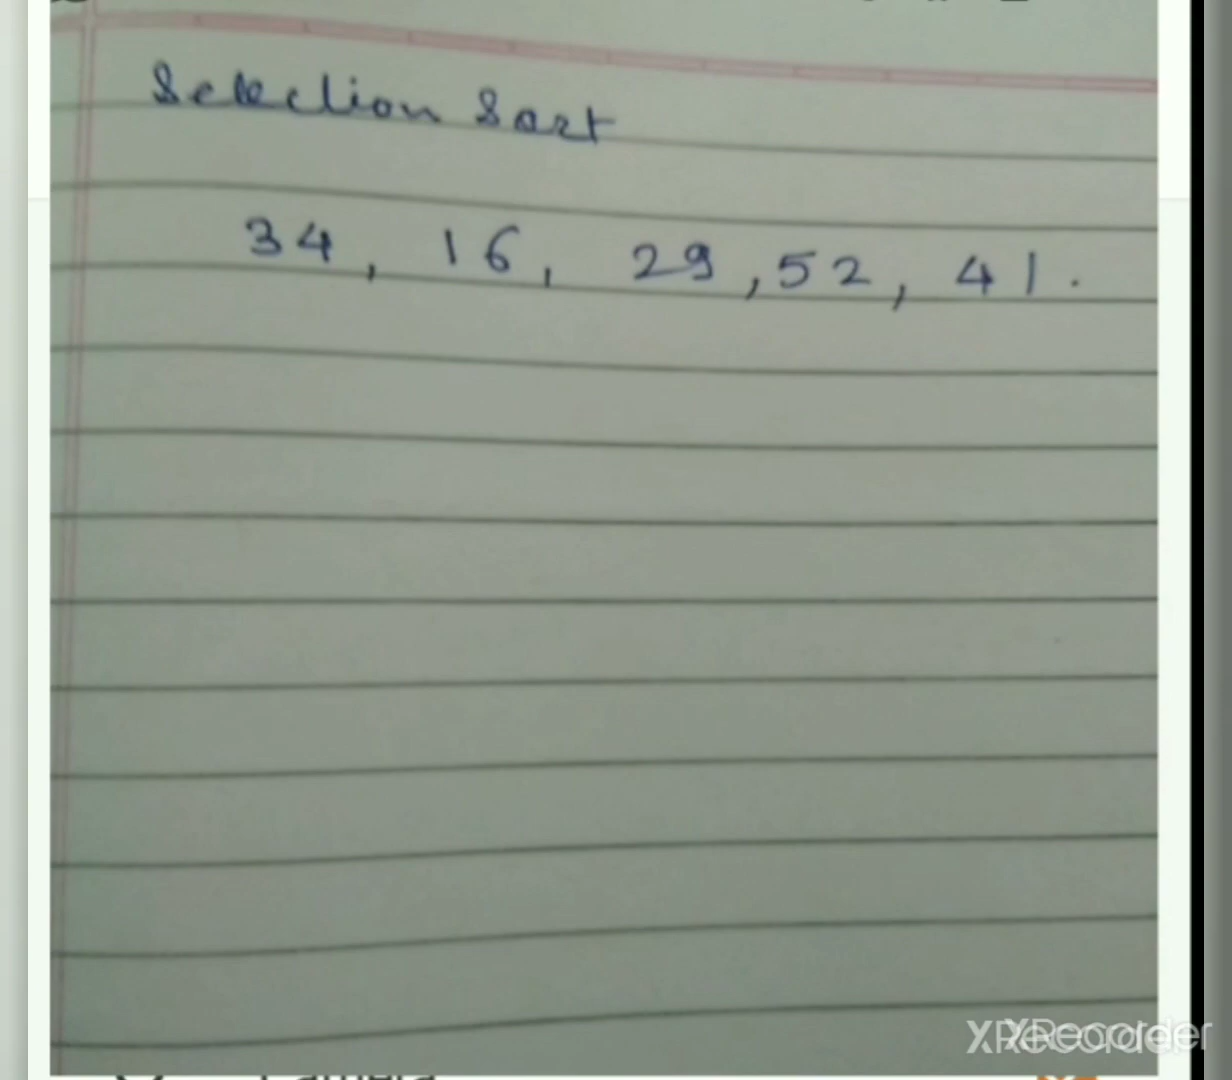 Selection Sort
34, 16, 29, 52, 41.
XRecorder